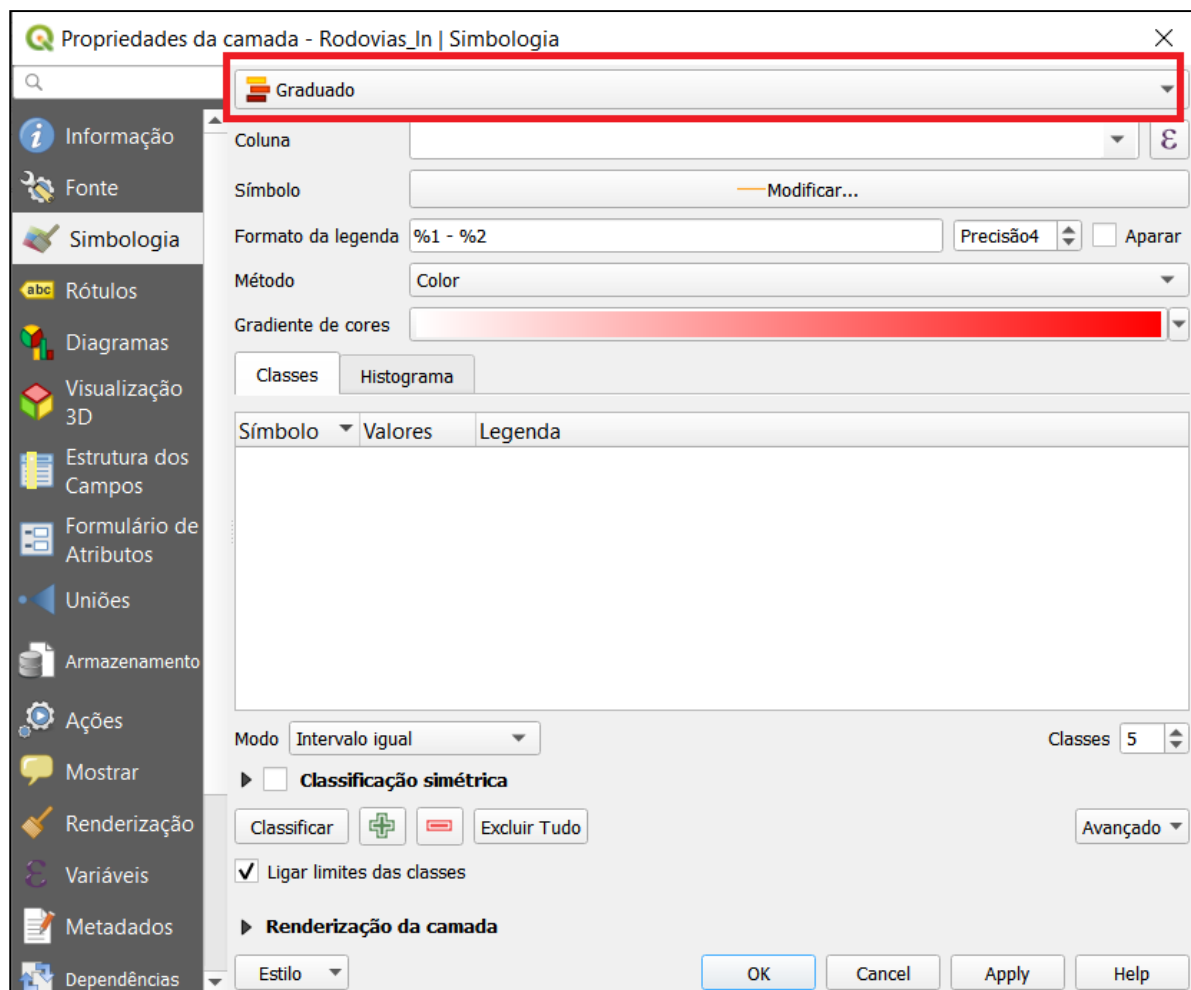 Propriedades da camada - Rodovias_ln | Simbologia
Graduado
Informação
Fonte
Simbologia
abc Rótulos
Diagramas
Visualização
3D
Estrutura dos
Campos
Formulário de
Atributos
Uniões
Armazenamento
Ações
Mostrar
Renderização
Variáveis
Metadados
Dependências
Coluna ε
Símbolo Modificar...
Formato da legenda %1 - %2 Precisão4 Aparar
Método Color
Gradiente de cores
Classes Histograma
Símbolo Valores Legenda
Modo Intervalo igual Classes 5
Classificação simétrica
Classificar Excluir Tudo Avançado
Ligar limites das classes
Renderização da camada
Estilo OK Cancel Apply Help